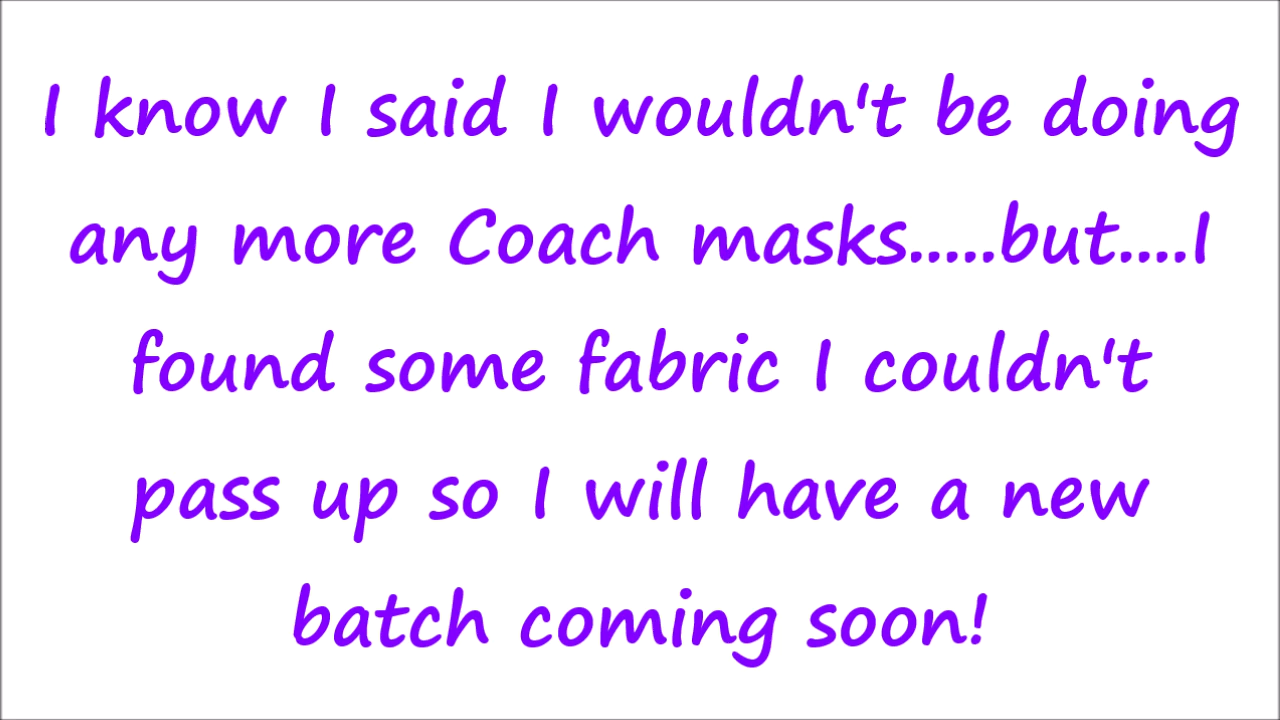 I know I said I wouldn't be doing
any more Coach masks.....but....I
found some fabric I couldn't
pass up so I will have a new
batch coming soon!